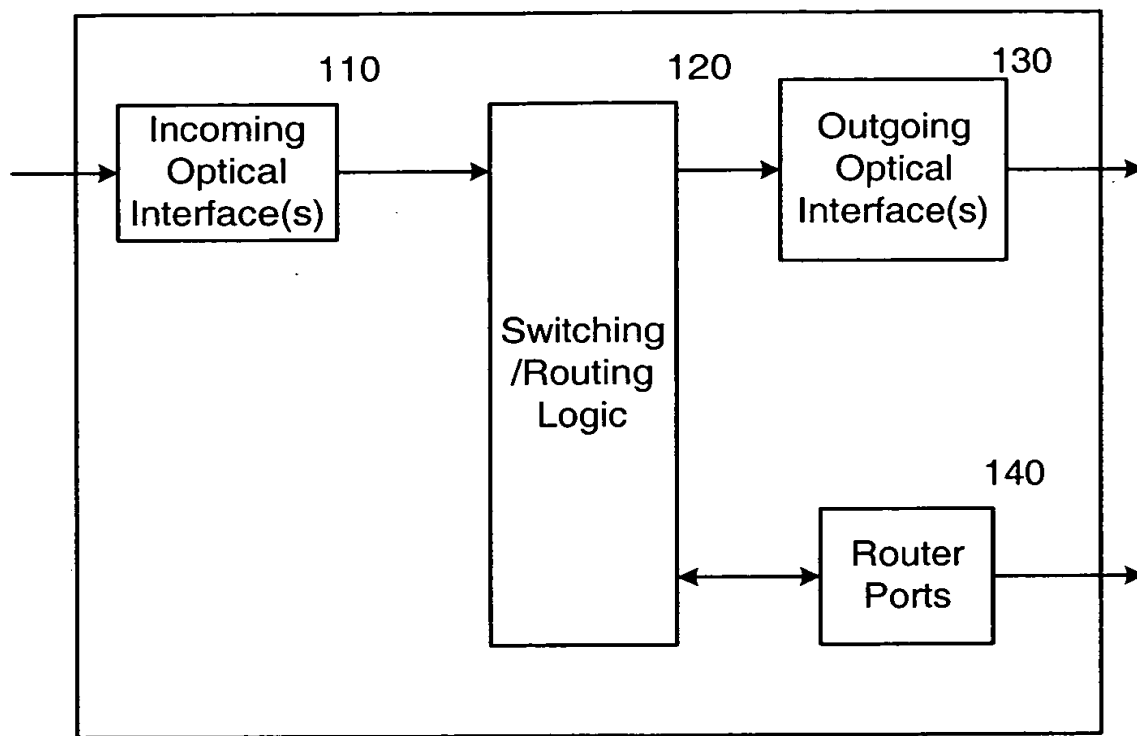 110
120
130
Incoming
Optical
Interface(s)
Outgoing
Optical
Interface(s)
Switching
/Routing
Logic
140
Router
Ports